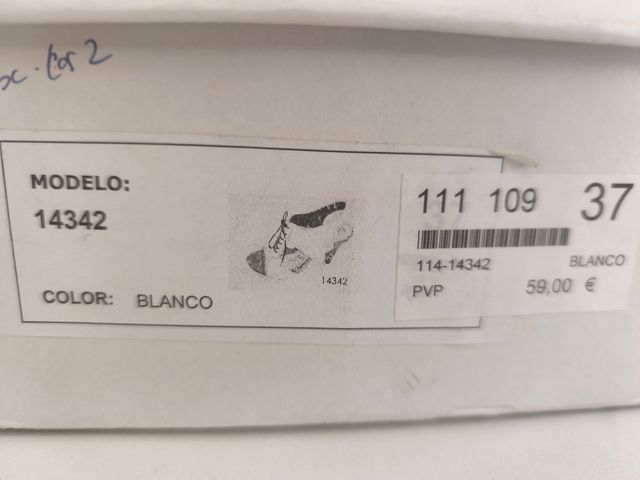 MODELO:
14342
14342
COLOR: BLANCO
111 109 37
114-14342 BLANCO
PVP 59,00 €